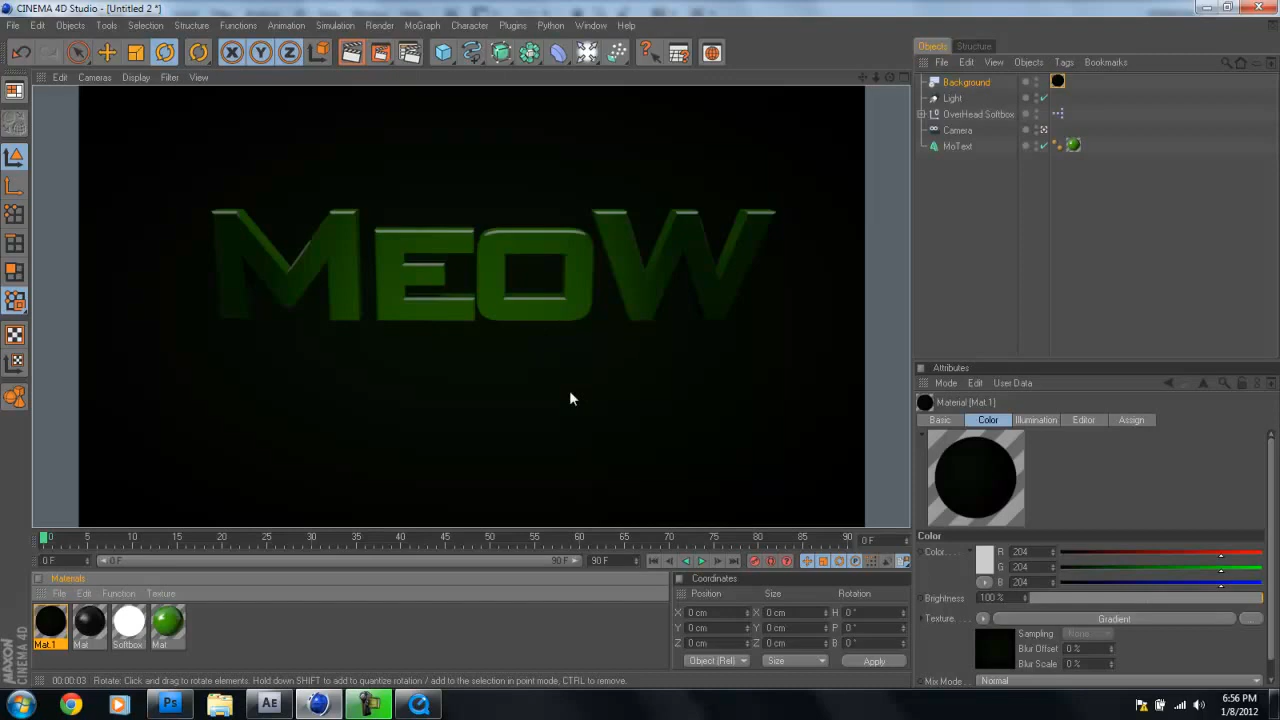 CINEMA 4D Studio - [Untitled 2 *]
File Edit Objects Tools Selection Structure Functions Animation Simulation Render MoGraph Character Plugins Python Window Help
Edit Cameras Display Filter View
MEOW
0 5 10 15 20 25 30 35 40 45 50 55 60 65 70 75 80 85 90 0 F
0 F 0 F 90 F 90 F
Materials
File Edit Function Texture
Mat.1 Mat Softbox Mat
MAXON
CINEMA 4D
Coordinates
Position Size Rotation
X 0 cm X 0 cm H 0 °
Y 0 cm Y 0 cm P 0 °
Z 0 cm Z 0 cm B 0 °
Object (Rel) Size Apply
00:00:03 Rotate: Click and drag to rotate elements. Hold down SHIFT to add to quantize rotation / add to the selection in point mode, CTRL to remove.
Objects Structure
File Edit View Objects Tags Bookmarks
Background
Light
OverHead Softbox
Camera
MoText
Attributes
Mode Edit User Data
Material [Mat.1]
Basic Color Illumination Editor Assign
Color
Color. . . . R 204
G 204
B 204
Brightness 100 %
Texture. . . . . Gradient ...
Sampling None
Blur Offset 0 %
Blur Scale 0 %
Mix Mode. . Normal
Ps Ae
6:56 PM
1/8/2012